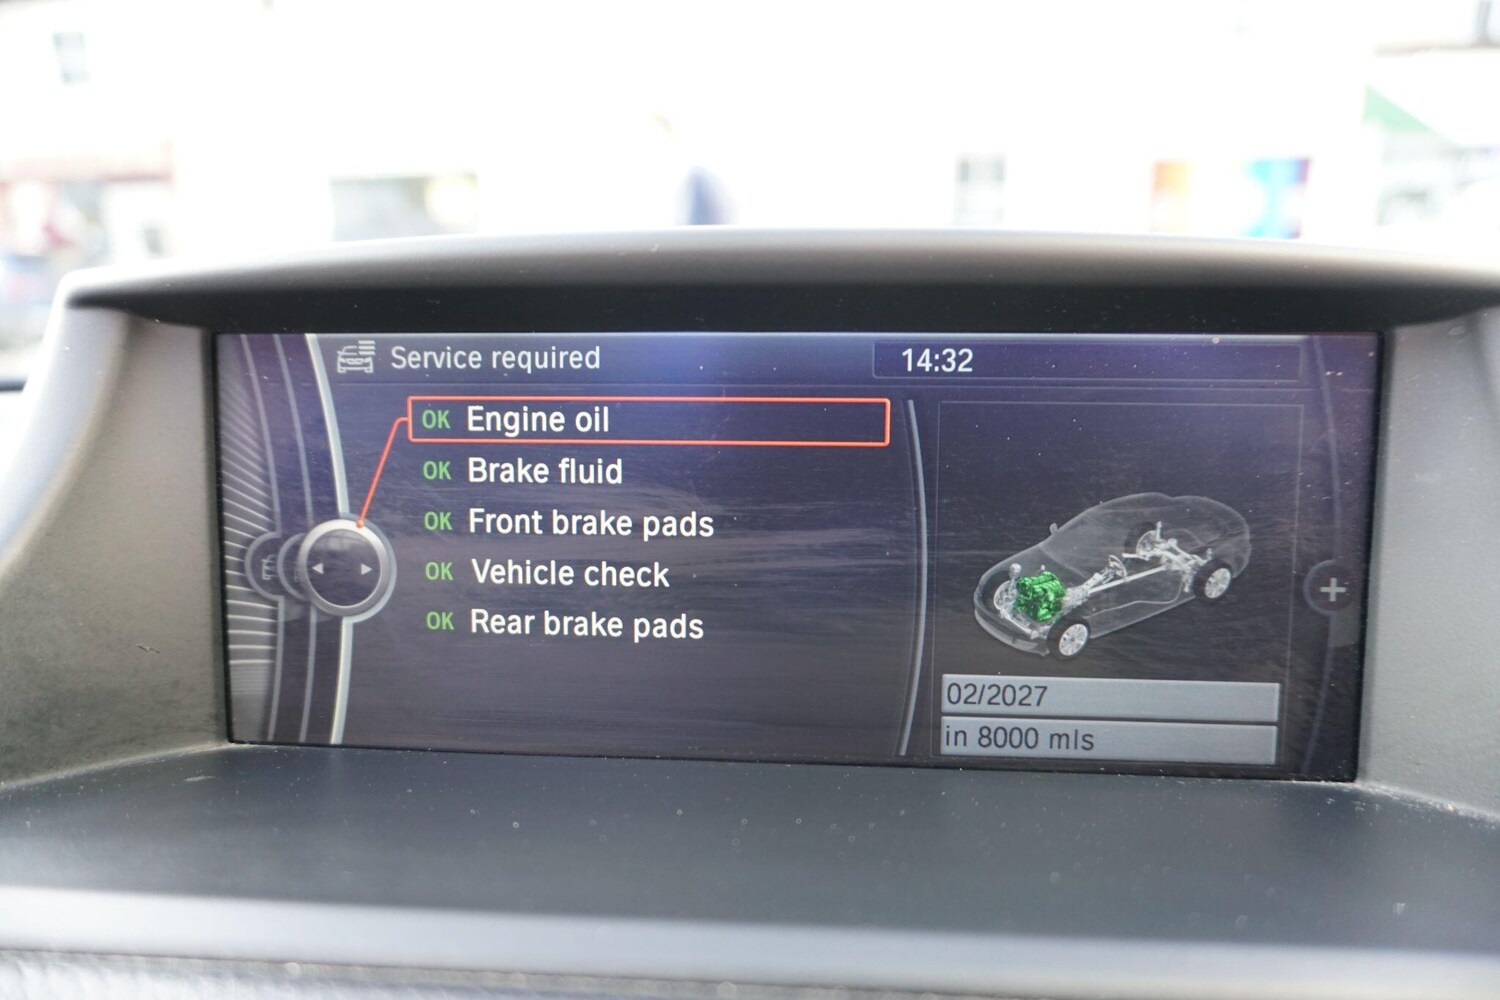 Service required
14:32
OK Engine oil
OK Brake fluid
OK Front brake pads
OK Vehicle check
OK Rear brake pads
02/2027
in 8000 mls